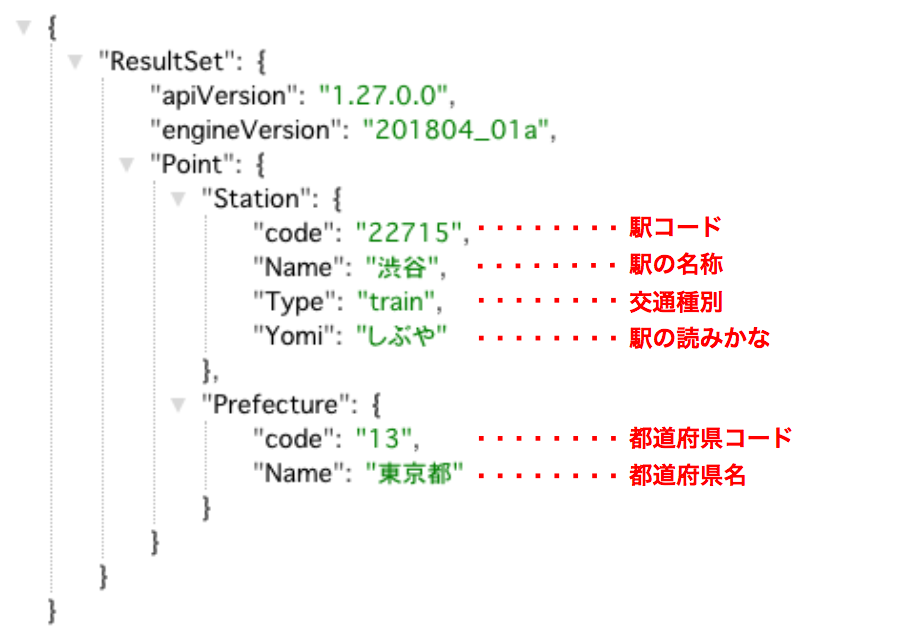 {
"ResultSet": {
"apiVersion": "1.27.0.0",
"engineVersion": "201804_01a",
"Point": {
"Station": {
"code": "22715", ・・・・・・・・ 駅コード
"Name": "渋谷", ・・・・・・・・ 駅の名称
"Type": "train", ・・・・・・・・ 交通種別
"Yomi": "しぶや" ・・・・・・・・ 駅の読みかな
},
"Prefecture": {
"code": "13", ・・・・・・・・ 都道府県コード
"Name": "東京都" ・・・・・・・・ 都道府県名
}
}
}
}